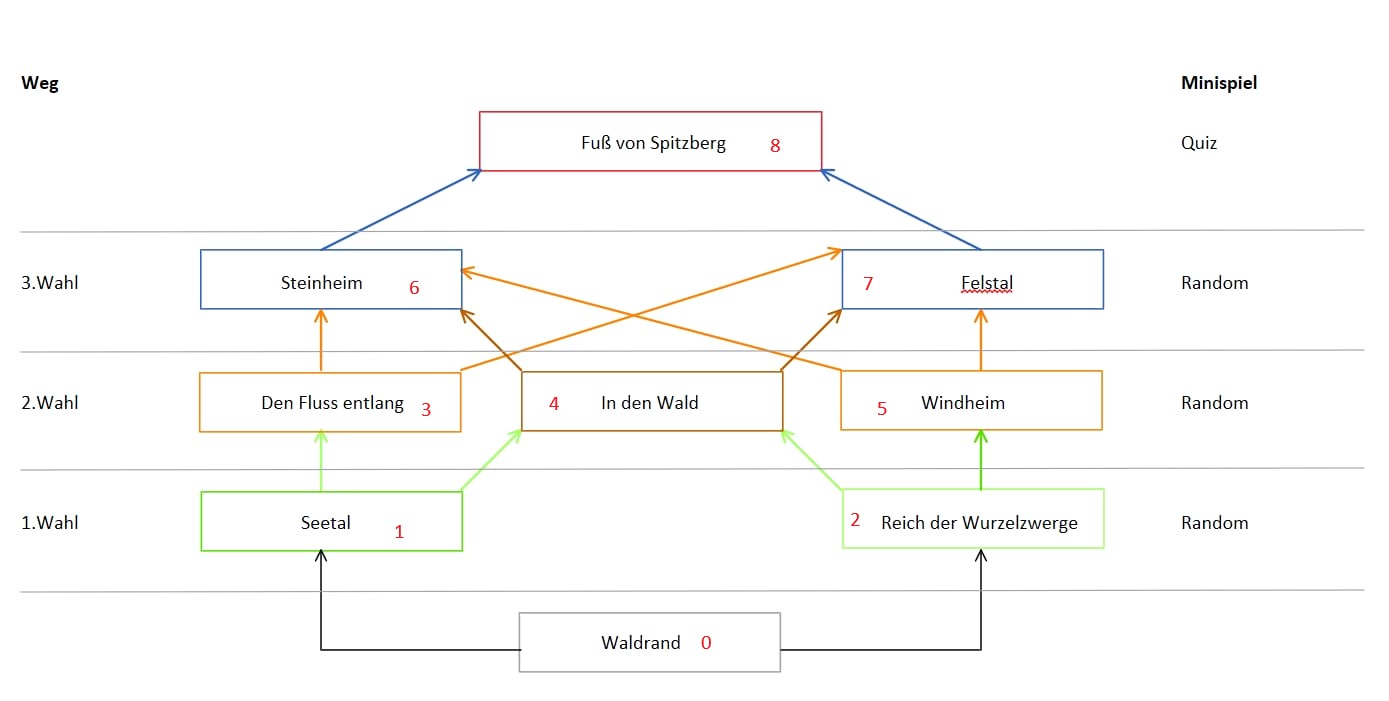 Weg Minispiel
Fuß von Spitzberg 8 Quiz
3.Wahl Steinheim 6 7 Felstal Random
2.Wahl Den Fluss entlang 3 4 In den Wald 5 Windheim Random
1.Wahl Seetal 1 2 Reich der Wurzelzwerge Random
Waldrand 0